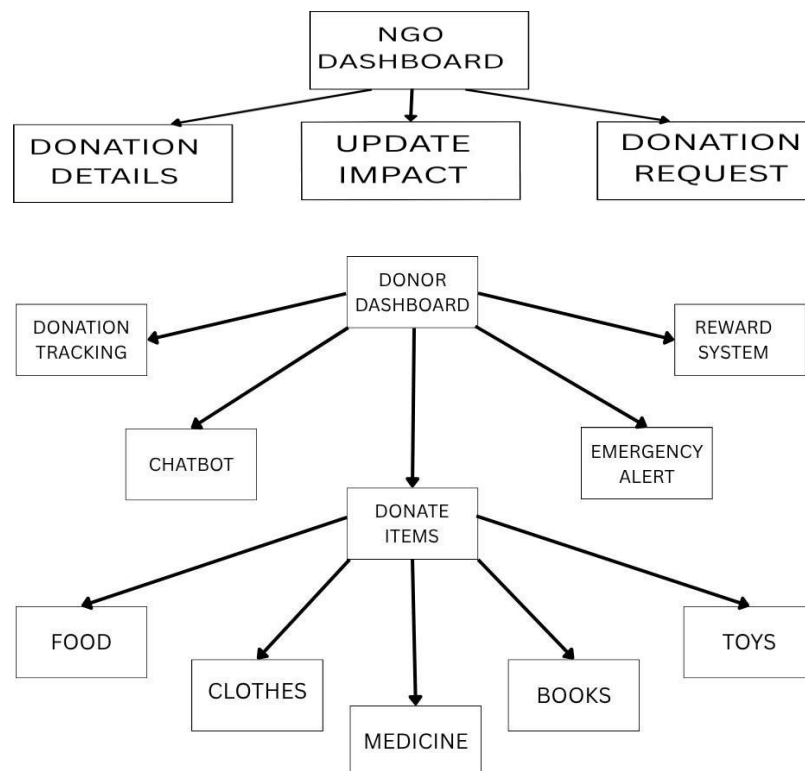 NGO
DASHBOARD
DONATION
DETAILS
UPDATE
IMPACT
DONATION
REQUEST
DONOR
DASHBOARD
DONATION
TRACKING
REWARD
SYSTEM
CHATBOT
EMERGENCY
ALERT
DONATE
ITEMS
FOOD
TOYS
CLOTHES
BOOKS
MEDICINE